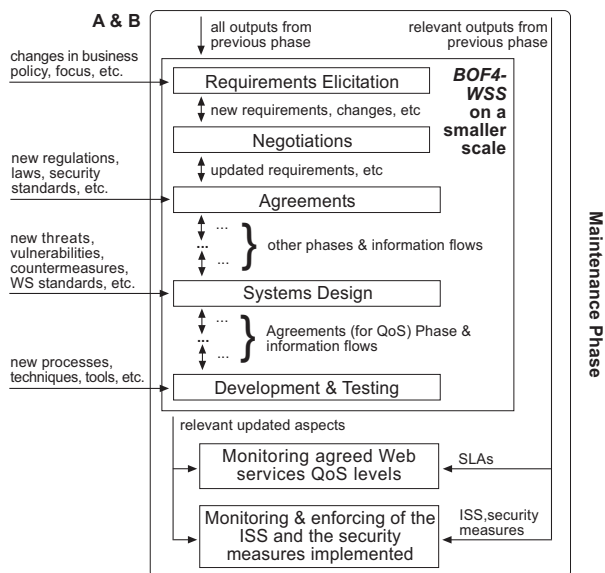 A & B
all outputs from
previous phase
relevant outputs from
previous phase
changes in business
policy, focus, etc.
Requirements Elicitation
BOF4-
WSS
on a
smaller
scale
new requirements, changes, etc
Negotiations
new regulations,
laws, security
standards, etc.
updated requirements, etc
Agreements
...
...
...
} other phases & information flows
new threats,
vulnerabilities,
countermeasures,
WS standards, etc.
Systems Design
...
...
...
} Agreements (for QoS) Phase &
information flows
new processes,
techniques, tools, etc.
Development & Testing
relevant updated aspects
Monitoring agreed Web
services QoS levels
SLAs
Monitoring & enforcing of the
ISS and the security
measures implemented
ISS,security
measures
Maintenance Phase